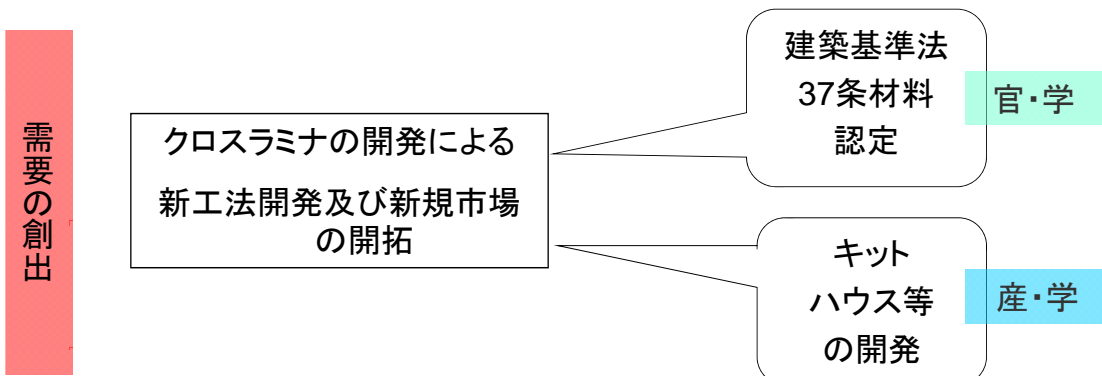 需要の創出
クロスラミナの開発による
新工法開発及び新規市場
の開拓
建築基準法
37条材料
認定
官・学
キット
ハウス等
の開発
産・学